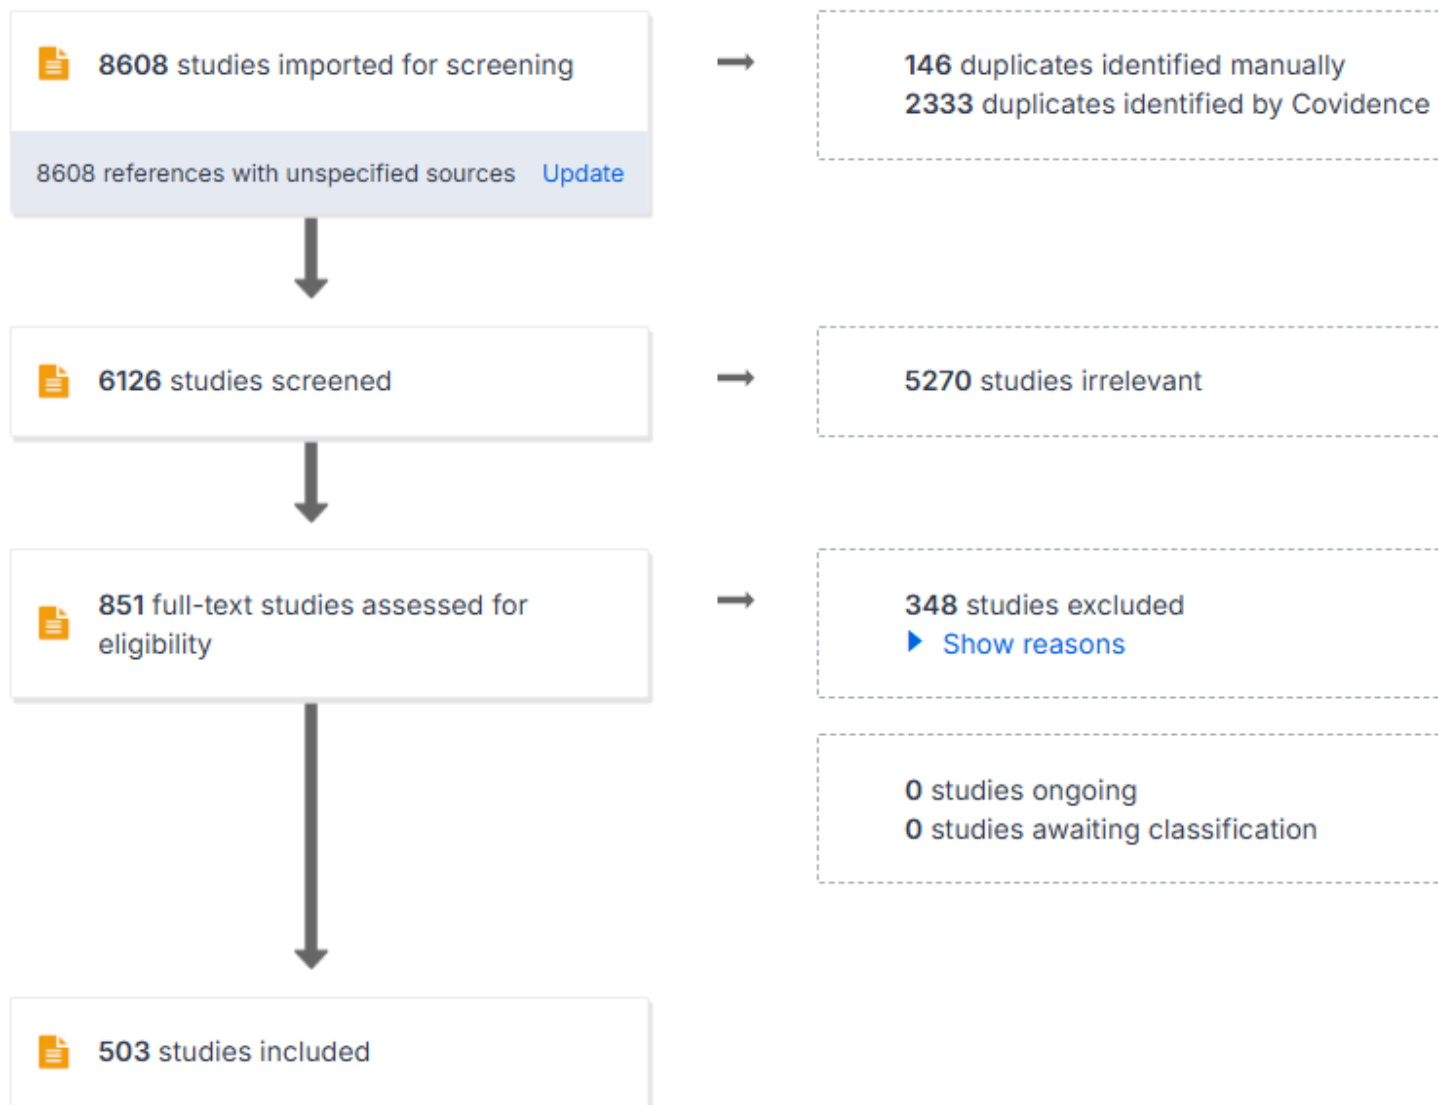 8608 studies imported for screening
146 duplicates identified manually
2333 duplicates identified by Covidence
8608 references with unspecified sources Update
6126 studies screened
5270 studies irrelevant
851 full-text studies assessed for
eligibility
348 studies excluded
Show reasons
0 studies ongoing
0 studies awaiting classification
503 studies included